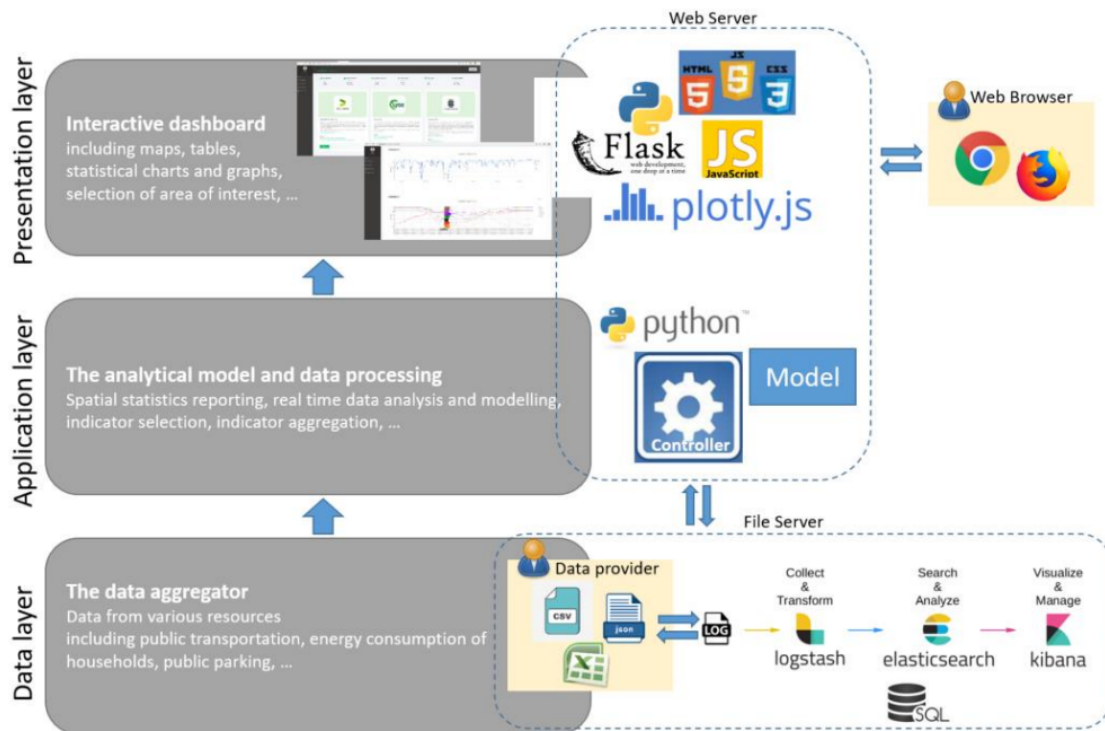 Web Server
Presentation layer
Interactive dashboard
including maps, tables,
statistical charts and graphs,
selection of area of interest, ...
HTML
5
JS
5
CSS
3
Flask
web development,
one drop at a time
JS
JavaScript
plotly.js
Web Browser
Application layer
The analytical model and data processing
Spatial statistics reporting, real time data analysis and modelling,
indicator selection, indicator aggregation, ...
python™
Controller
Model
File Server
Data layer
The data aggregator
Data from various resources
including public transportation, energy consumption of
households, public parking, ...
Data provider
CSV
json
LOG
Collect
&
Transform
logstash
Search
&
Analyze
elasticsearch
Visualize
&
Manage
kibana
SQL